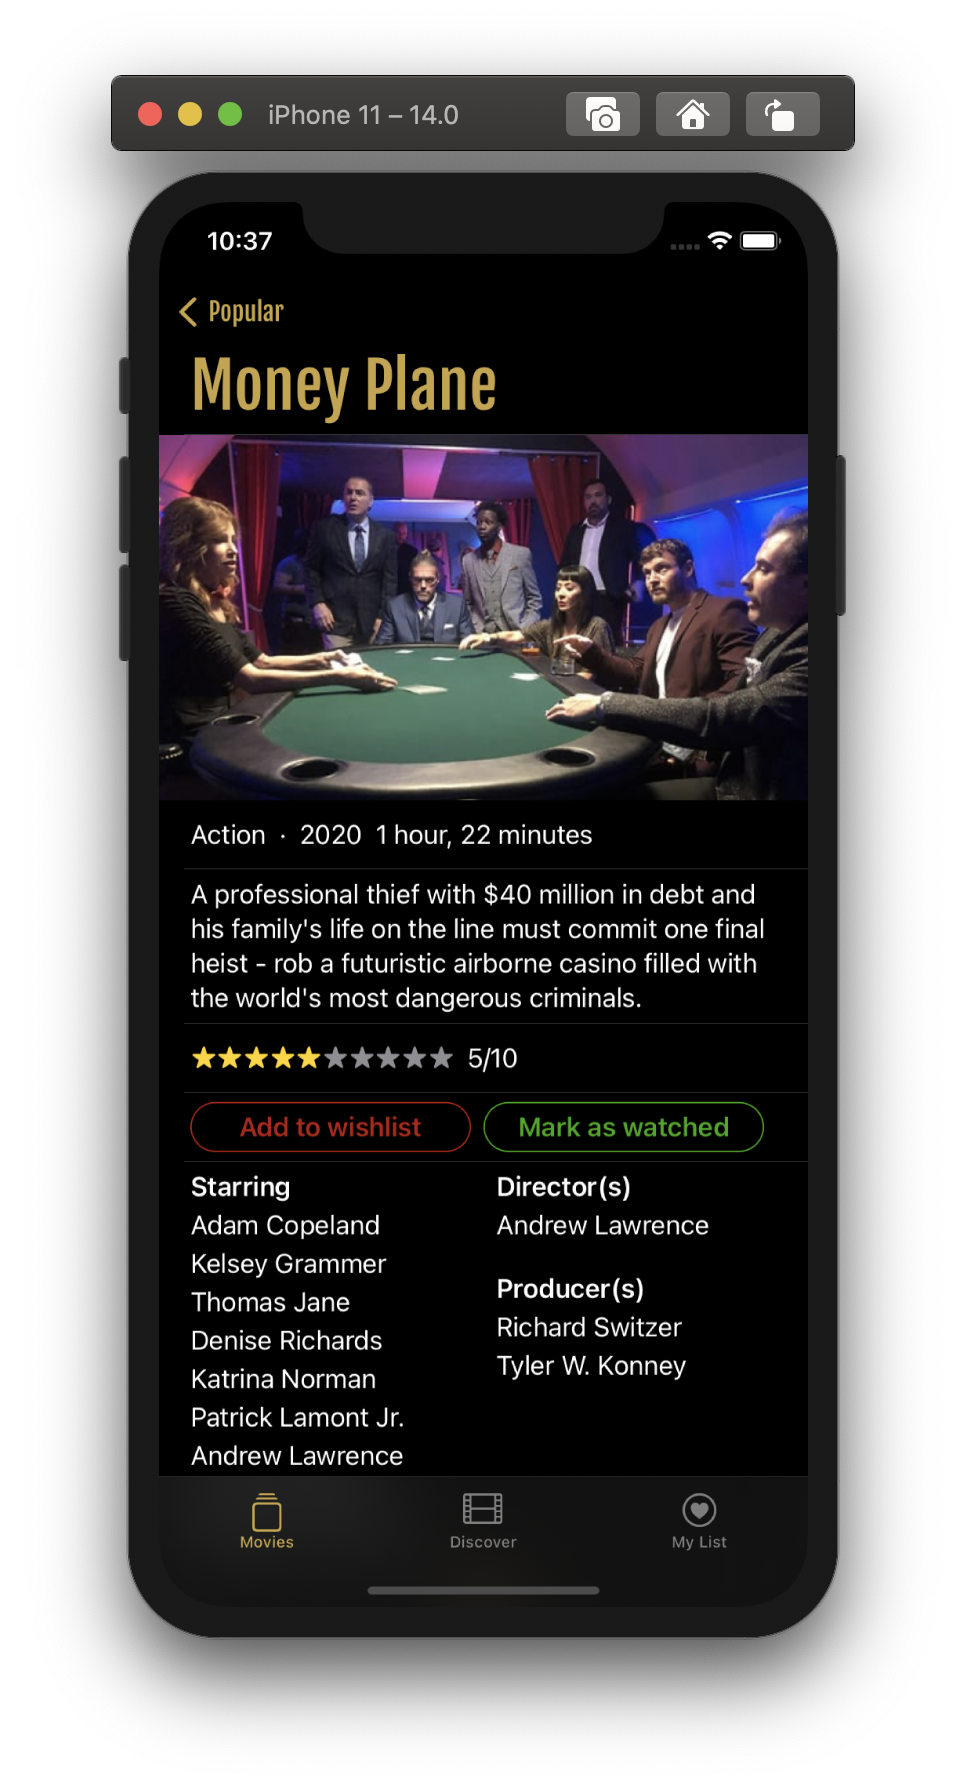 iPhone 11 – 14.0
10:37
Popular
Money Plane
Action · 2020 1 hour, 22 minutes
A professional thief with $40 million in debt and
his family's life on the line must commit one final
heist - rob a futuristic airborne casino filled with
the world's most dangerous criminals.
5/10
Add to wishlist Mark as watched
Starring
Adam Copeland
Kelsey Grammer
Thomas Jane
Denise Richards
Katrina Norman
Patrick Lamont Jr.
Andrew Lawrence
Director(s)
Andrew Lawrence
Producer(s)
Richard Switzer
Tyler W. Konney
Movies Discover My List